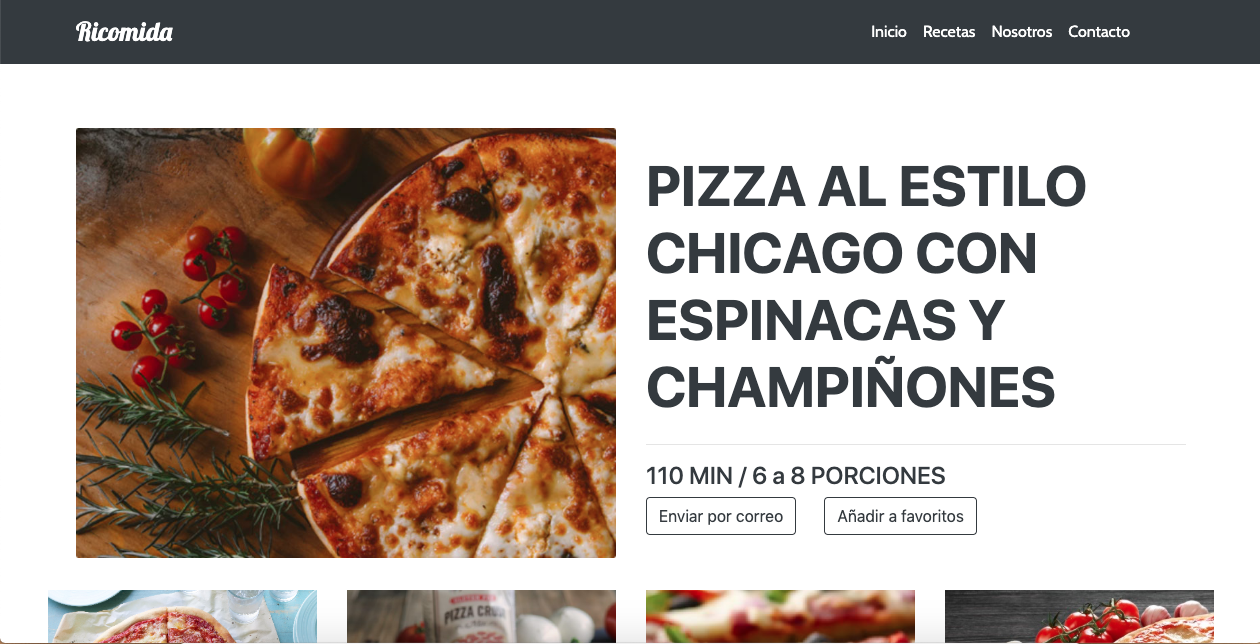 Ricomida
Inicio Recetas Nosotros Contacto
PIZZA AL ESTILO
CHICAGO CON
ESPINACAS Y
CHAMPIÑONES
110 MIN / 6 a 8 PORCIONES
Enviar por correo Añadir a favoritos
PIZZA